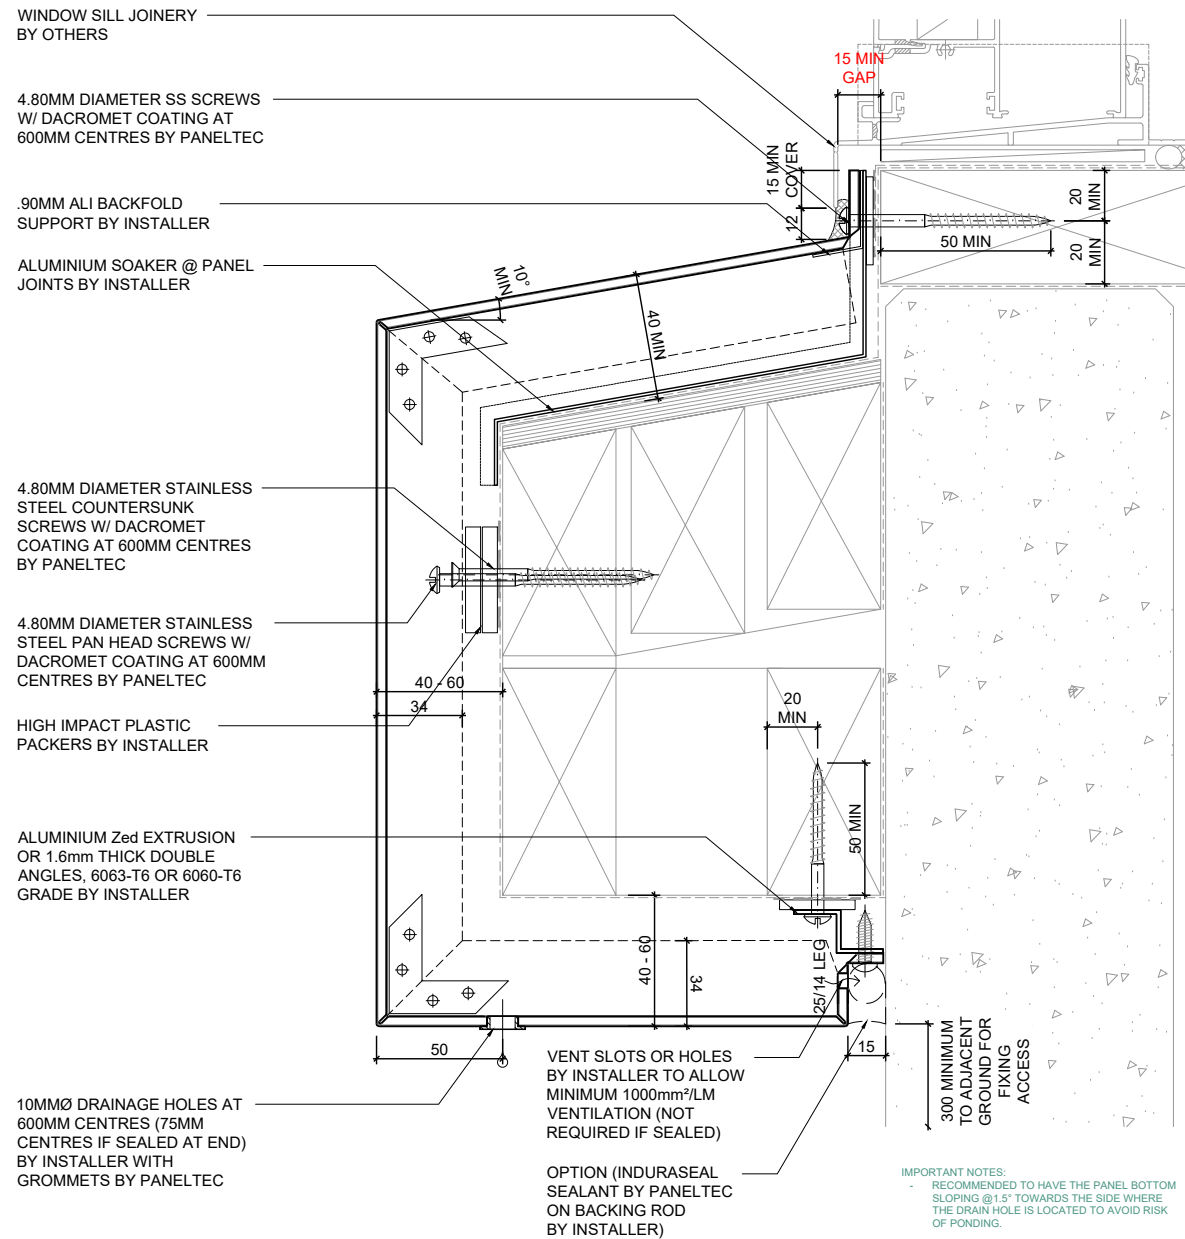 WINDOW SILL JOINERY
BY OTHERS
15 MIN
GAP
4.80MM DIAMETER SS SCREWS
W/ DACROMET COATING AT
600MM CENTRES BY PANELTEC
15 MIN
COVER
12
20
MIN
50 MIN
20
MIN
.90MM ALI BACKFOLD
SUPPORT BY INSTALLER
ALUMINIUM SOAKER @ PANEL
JOINTS BY INSTALLER
10°
MIN
40 MIN
4.80MM DIAMETER STAINLESS
STEEL COUNTERSUNK
SCREWS W/ DACROMET
COATING AT 600MM CENTRES
BY PANELTEC
4.80MM DIAMETER STAINLESS
STEEL PAN HEAD SCREWS W/
DACROMET COATING AT 600MM
CENTRES BY PANELTEC
40 - 60
34
20
MIN
HIGH IMPACT PLASTIC
PACKERS BY INSTALLER
50 MIN
ALUMINIUM Zed EXTRUSION
OR 1.6mm THICK DOUBLE
ANGLES, 6063-T6 OR 6060-T6
GRADE BY INSTALLER
40 - 60
34
25/14 LEG
50
15
300 MINIMUM
TO ADJACENT
GROUND FOR
FIXING
ACCESS
VENT SLOTS OR HOLES
BY INSTALLER TO ALLOW
MINIMUM 1000mm²/LM
VENTILATION (NOT
REQUIRED IF SEALED)
10MMØ DRAINAGE HOLES AT
600MM CENTRES (75MM
CENTRES IF SEALED AT END)
BY INSTALLER WITH
GROMMETS BY PANELTEC
OPTION (INDURASEAL
SEALANT BY PANELTEC
ON BACKING ROD
BY INSTALLER)
IMPORTANT NOTES:
- RECOMMENDED TO HAVE THE PANEL BOTTOM
SLOPING @1.5° TOWARDS THE SIDE WHERE
THE DRAIN HOLE IS LOCATED TO AVOID RISK
OF PONDING.